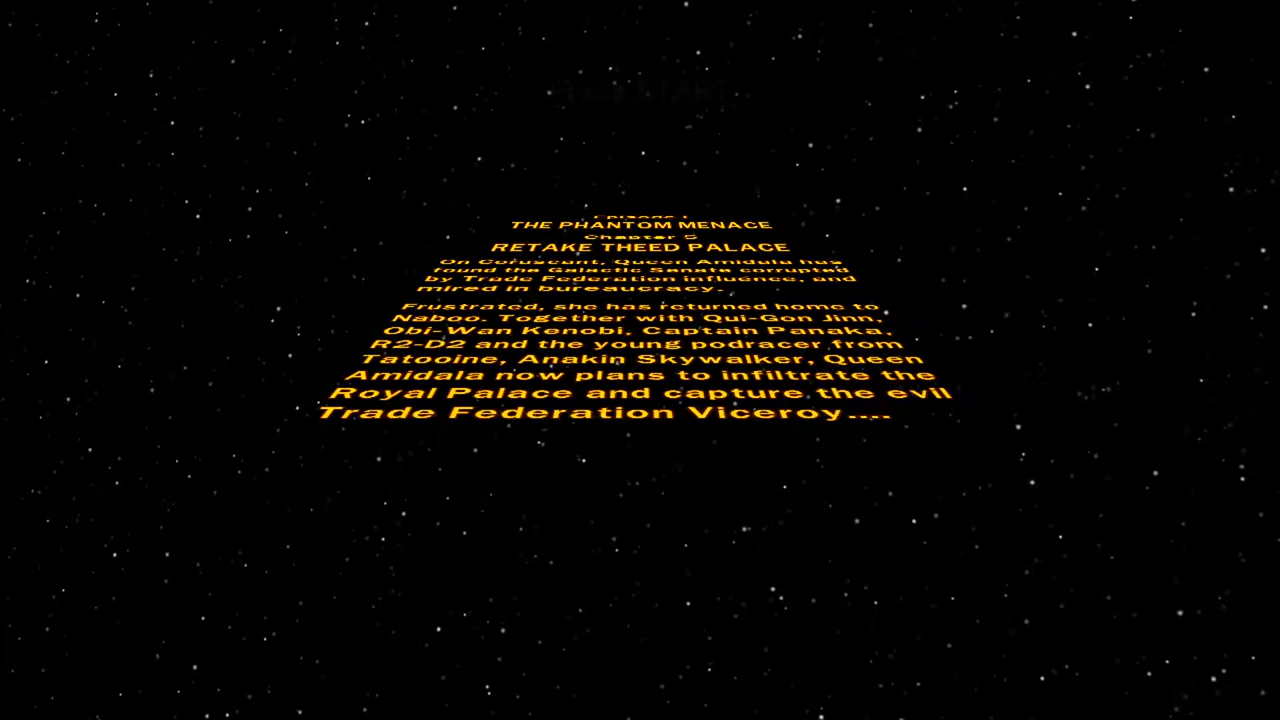 Episode I
THE PHANTOM MENACE
Chapter 5
RETAKE THEED PALACE
On Coruscant, Queen Amidala has
found the Galactic Senate corrupted
by Trade Federation influence, and
mired in bureaucracy.
Frustrated, she has returned home to
Naboo. Together with Qui-Gon Jinn,
Obi-Wan Kenobi, Captain Panaka,
R2-D2 and the young podracer from
Tatooine, Anakin Skywalker, Queen
Amidala now plans to infiltrate the
Royal Palace and capture the evil
Trade Federation Viceroy....